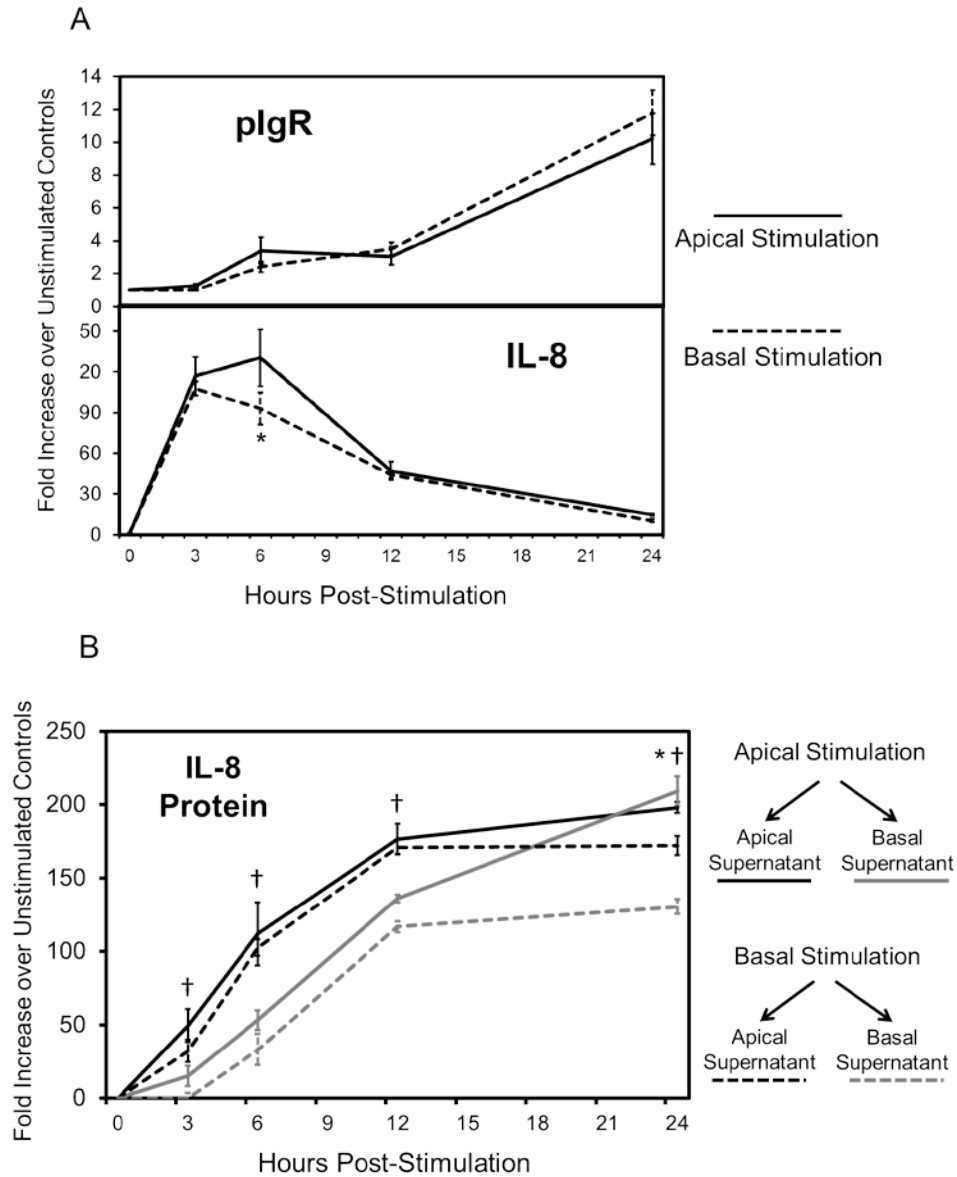 A
Fold Increase over Unstimulated Controls
14
12
10
8
6
4
2
0
pIgR
50
20
90
60
30
0
IL-8
*
0 3 6 9 12 15 18 21 24
Hours Post-Stimulation
Apical Stimulation
Basal Stimulation
B
Fold Increase over Unstimulated Controls
250
200
150
100
50
0
IL-8
Protein
†
†
†
* †
0 3 6 9 12 15 18 21 24
Hours Post-Stimulation
Apical Stimulation
Apical Basal
Supernatant Supernatant
Basal Stimulation
Apical Basal
Supernatant Supernatant